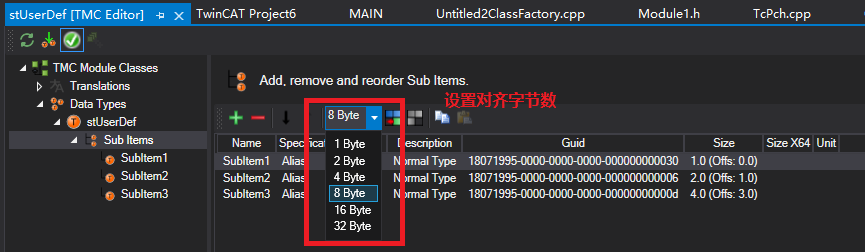 stUserDef [TMC Editor]
TwinCAT Project6
MAIN
Untitled2ClassFactory.cpp
Module1.h
TcPch.cpp
TMC Module Classes
Translations
Data Types
stUserDef
Sub Items
SubItem1
SubItem2
SubItem3
Add, remove and reorder Sub Items.
8 Byte
设置对齐字节数
1 Byte
2 Byte
4 Byte
8 Byte
16 Byte
32 Byte
Name Specifica Description Guid Size Size X64 Unit
SubItem1 Alias Normal Type 18071995-0000-0000-0000-000000000030 1.0 (Offs: 0.0)
SubItem2 Alias Normal Type 18071995-0000-0000-0000-000000000006 2.0 (Offs: 1.0)
SubItem3 Alias Normal Type 18071995-0000-0000-0000-00000000000d 4.0 (Offs: 3.0)